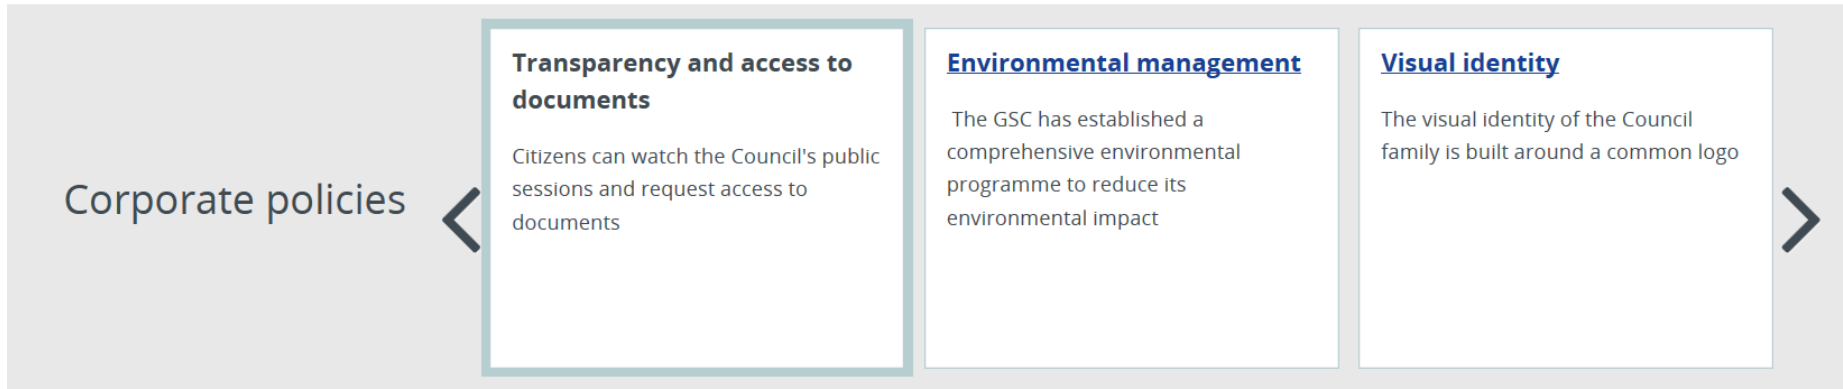 Corporate policies
Transparency and access to
documents
Citizens can watch the Council's public
sessions and request access to
documents
Environmental management
The GSC has established a
comprehensive environmental
programme to reduce its
environmental impact
Visual identity
The visual identity of the Council
family is built around a common logo